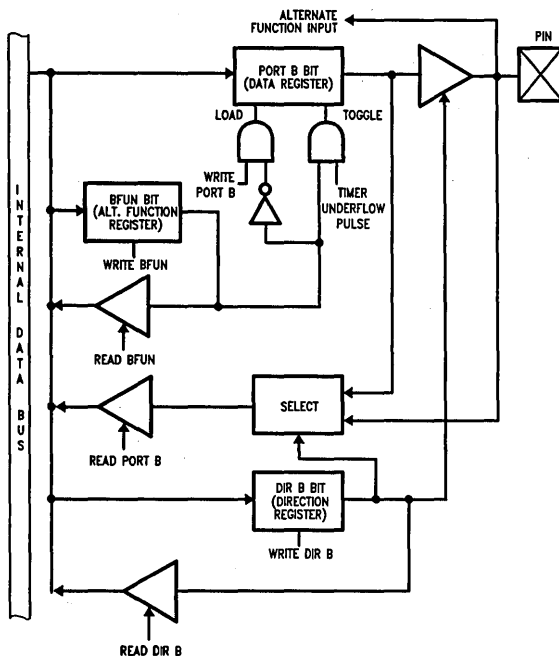 ALTERNATE
FUNCTION INPUT
PIN
PORT B BIT
(DATA REGISTER)
LOAD
TOGGLE
WRITE
PORT B
TIMER
UNDERFLOW
PULSE
BFUN BIT
(ALT. FUNCTION
REGISTER)
WRITE BFUN
READ BFUN
INTERNAL DATA BUS
SELECT
READ PORT B
DIR B BIT
(DIRECTION
REGISTER)
WRITE DIR B
READ DIR B